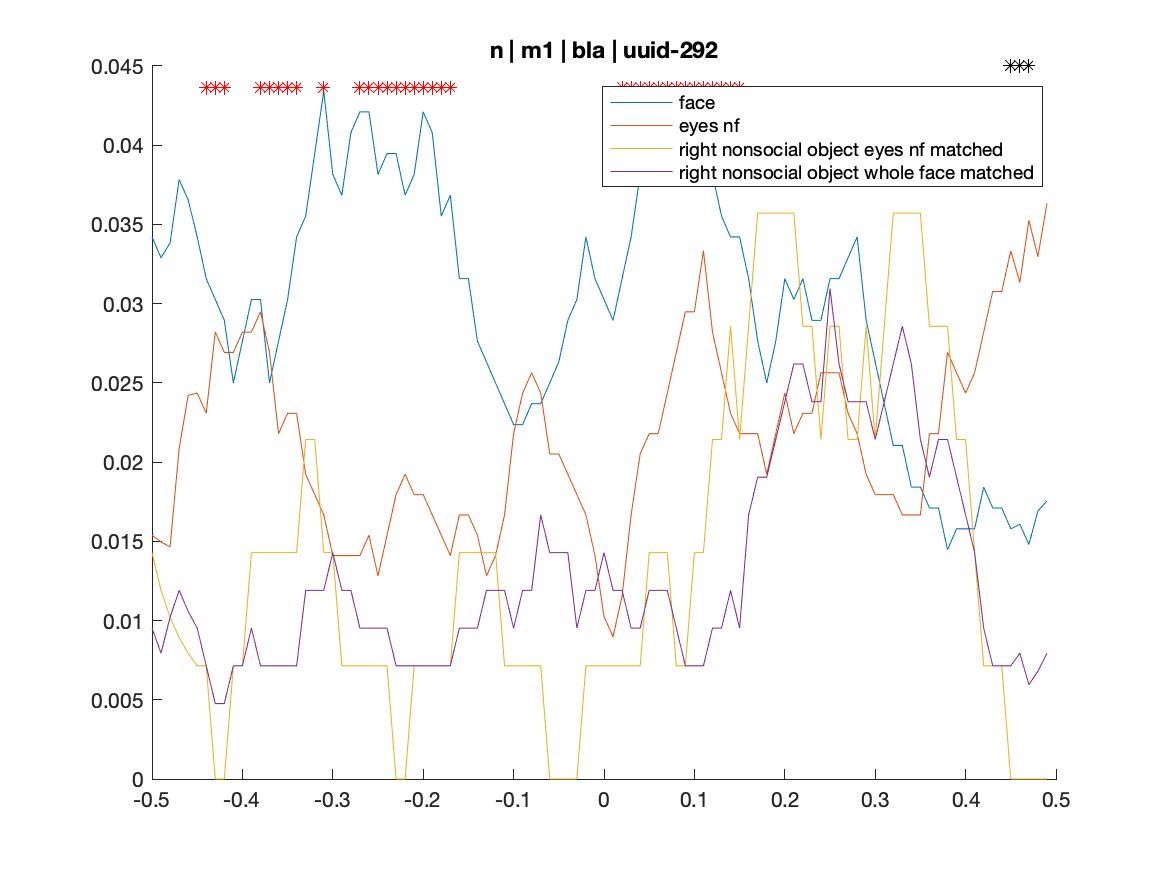 n | m1 | bla | uuid-292
0.045
0.04
0.035
0.03
0.025
0.02
0.015
0.01
0.005
0
face
eyes nf
right nonsocial object eyes nf matched
right nonsocial object whole face matched
-0.5 -0.4 -0.3 -0.2 -0.1 0 0.1 0.2 0.3 0.4 0.5